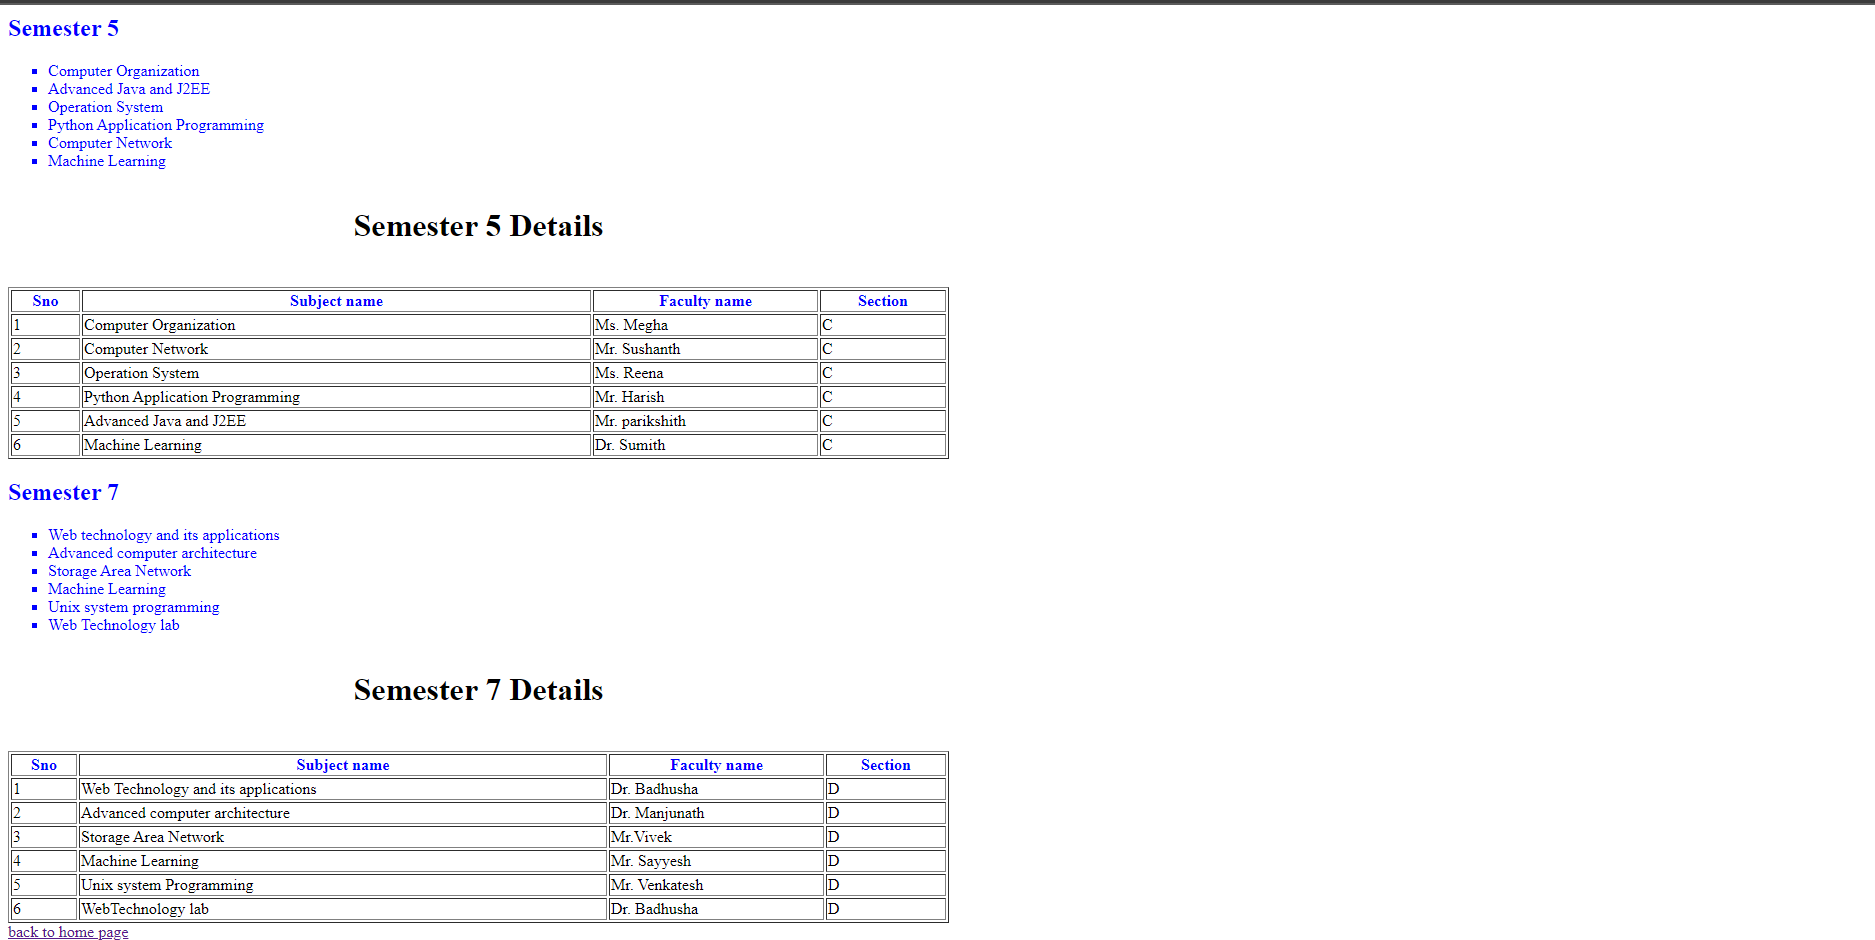 Semester 5
Computer Organization
Advanced Java and J2EE
Operation System
Python Application Programming
Computer Network
Machine Learning
Semester 5 Details
Sno Subject name Faculty name Section
1 Computer Organization Ms. Megha C
2 Computer Network Mr. Sushanth C
3 Operation System Ms. Reena C
4 Python Application Programming Mr. Harish C
5 Advanced Java and J2EE Mr. parikshith C
6 Machine Learning Dr. Sumith C
Semester 7
Web technology and its applications
Advanced computer architecture
Storage Area Network
Machine Learning
Unix system programming
Web Technology lab
Semester 7 Details
Sno Subject name Faculty name Section
1 Web Technology and its applications Dr. Badhusha D
2 Advanced computer architecture Dr. Manjunath D
3 Storage Area Network Mr.Vivek D
4 Machine Learning Mr. Sayyesh D
5 Unix system Programming Mr. Venkatesh D
6 WebTechnology lab Dr. Badhusha D
back to home page